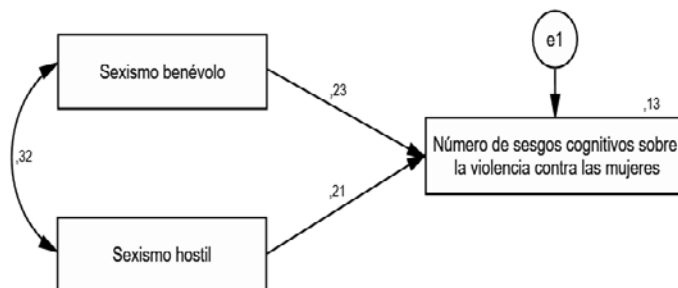 e1
Sexismo benévolo
,13
,23
Número de sesgos cognitivos sobre
la violencia contra las mujeres
,32
,21
Sexismo hostil